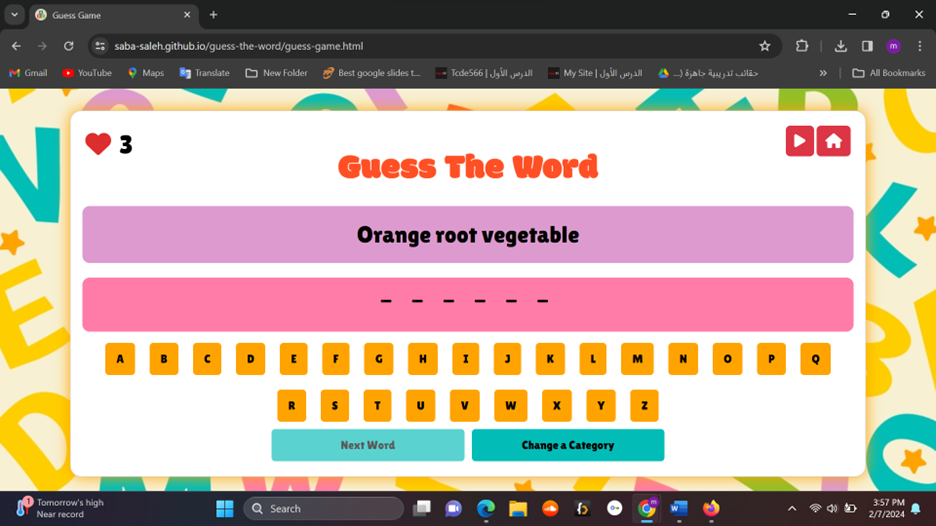 Guess Game
saba-saleh.github.io/guess-the-word/guess-game.html
m
Gmail YouTube Maps Translate New Folder Best google slides t... Tcde566 | الدرس الأول My Site | الدرس الأول حقائب تدريبية جاهزة (... » All Bookmarks
3
Guess The Word
Orange root vegetable
_ _ _ _ _ _
A B C D E F G H I J K L M N O P Q
R S T U V W X Y Z
Next Word Change a Category
1 Tomorrow's high
Near record
Search
3:57 PM
2/7/2024